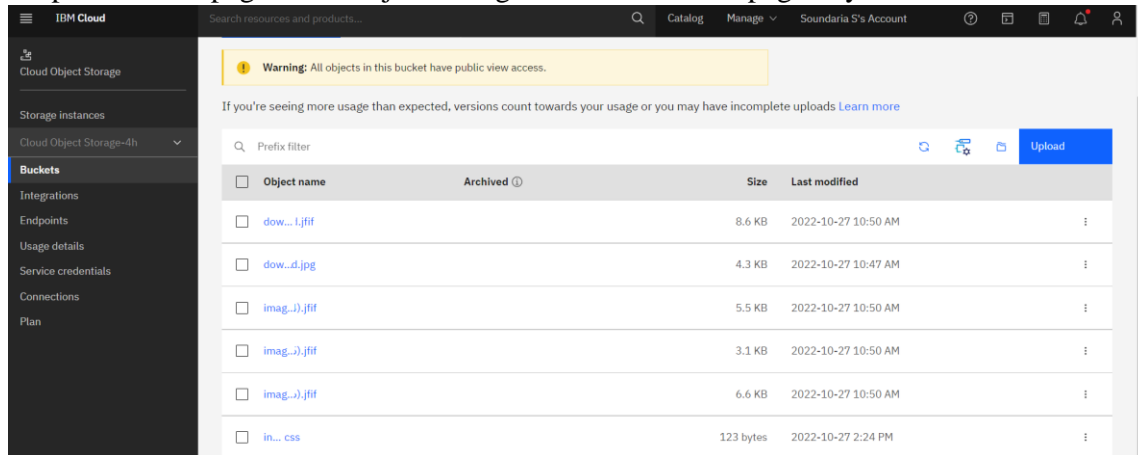 IBM Cloud
Search resources and products...
Catalog
Manage
Soundaria S's Account
Cloud Object Storage
Storage instances
Cloud Object Storage-4h
Buckets
Integrations
Endpoints
Usage details
Service credentials
Connections
Plan
Warning: All objects in this bucket have public view access.
If you're seeing more usage than expected, versions count towards your usage or you may have incomplete uploads Learn more
Prefix filter
Upload
Object name Archived Size Last modified
dow... l.jfif 8.6 KB 2022-10-27 10:50 AM
dow...d.jpg 4.3 KB 2022-10-27 10:47 AM
.jfif 5.5 KB 2022-10-27 10:50 AM
.jfif 3.1 KB 2022-10-27 10:50 AM
.jfif 6.6 KB 2022-10-27 10:50 AM
in... css 123 bytes 2022-10-27 2:24 PM